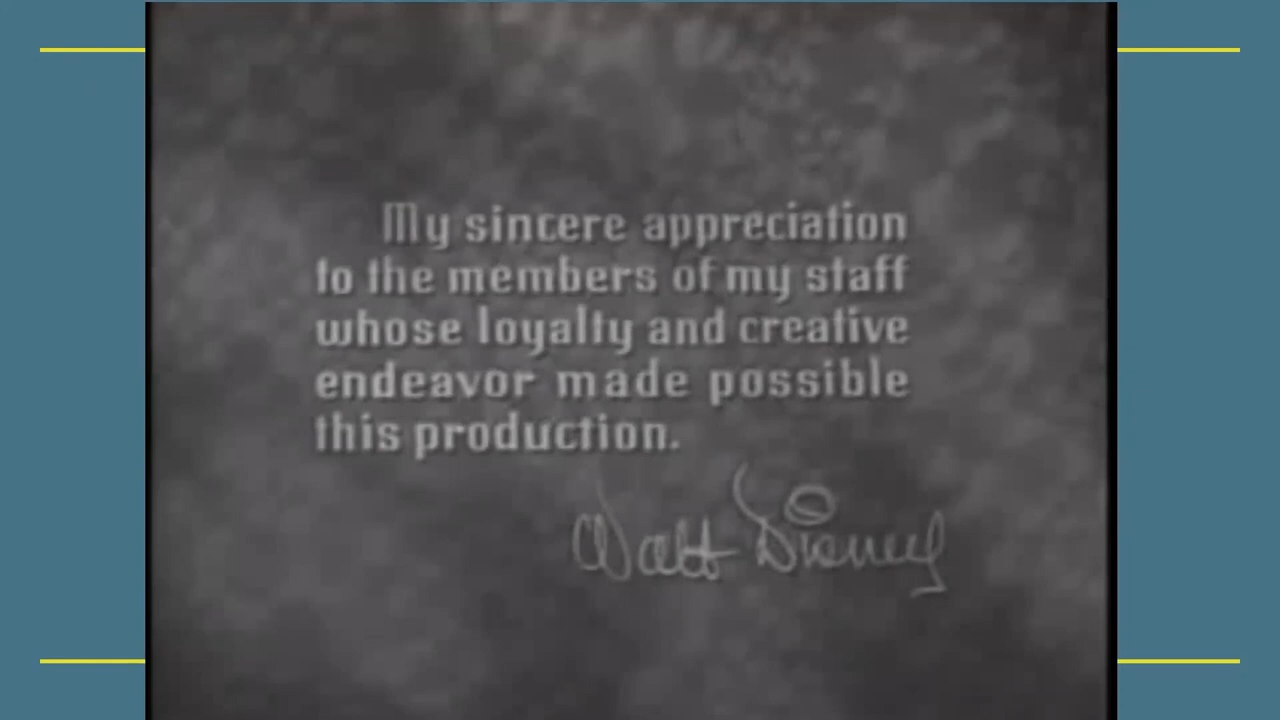 My sincere appreciation
to the members of my staff
whose loyalty and creative
endeavor made possible
this production.
Walt Disney